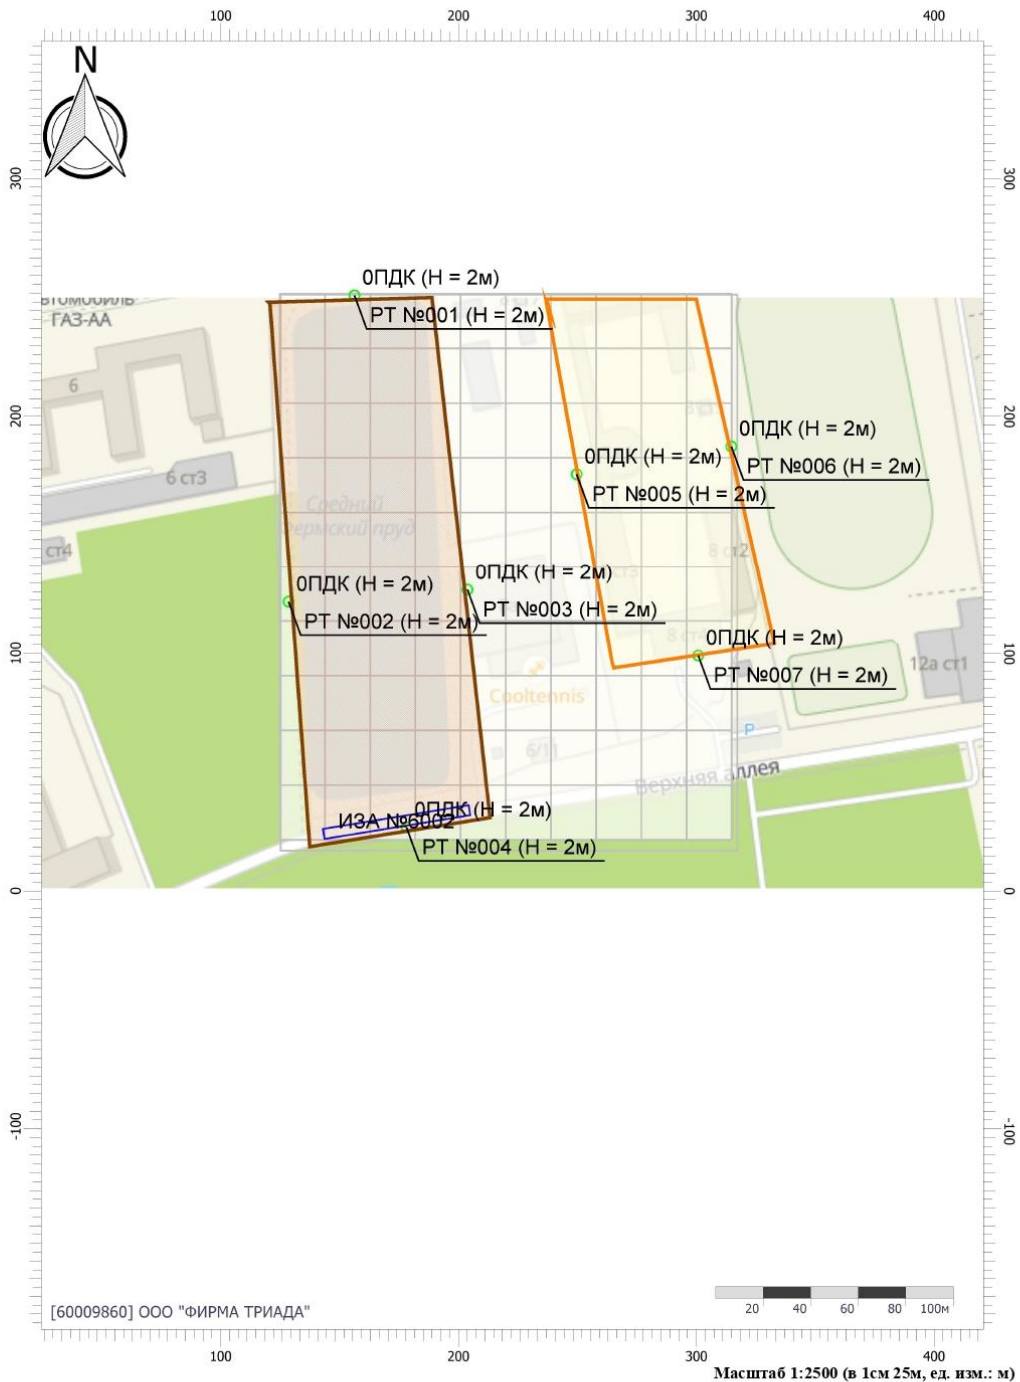 100
200
300
400
N
300
300
0ПДК (Н = 2м)
РТ №001 (Н = 2м)
ГАЗ-АА
6
200
200
0ПДК (Н = 2м)
РТ №006 (Н = 2м)
0ПДК (Н = 2м)
РТ №005 (Н = 2м)
6 ст3
Средний
Пермский пруд
ст4
8 ст2
0ПДК (Н = 2м)
РТ №003 (Н = 2м)
0ПДК (Н = 2м)
РТ №002 (Н = 2м)
0ПДК (Н = 2м)
РТ №007 (Н = 2м)
100
100
12а ст1
Cooltennis
P
6/11
Верхняя аллея
0ПДК (Н = 2м)
ИЗА №6002
РТ №004 (Н = 2м)
0
0
-100
-100
[60009860] ООО "ФИРМА ТРИАДА"
20
40
60
80
100м
100
200
300
400
Масштаб 1:2500 (в 1см 25м, ед. изм.: м)